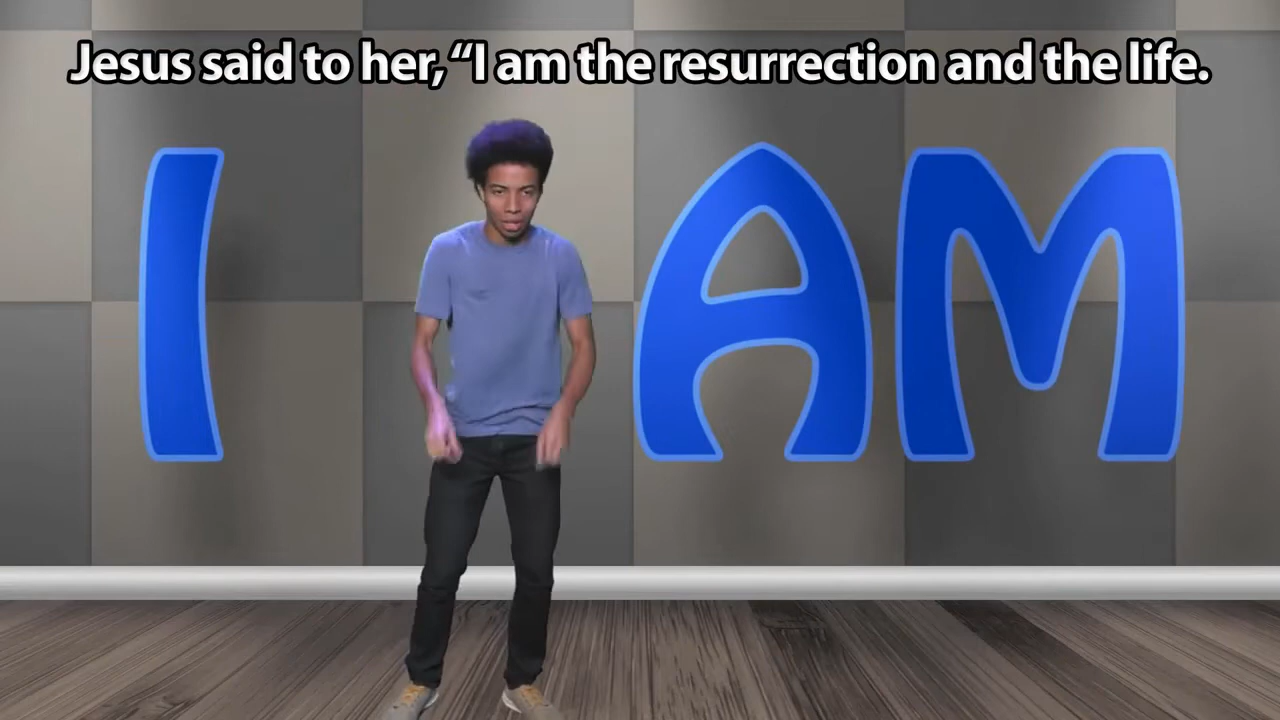 Jesus said to her, “I am the resurrection and the life.
I AM